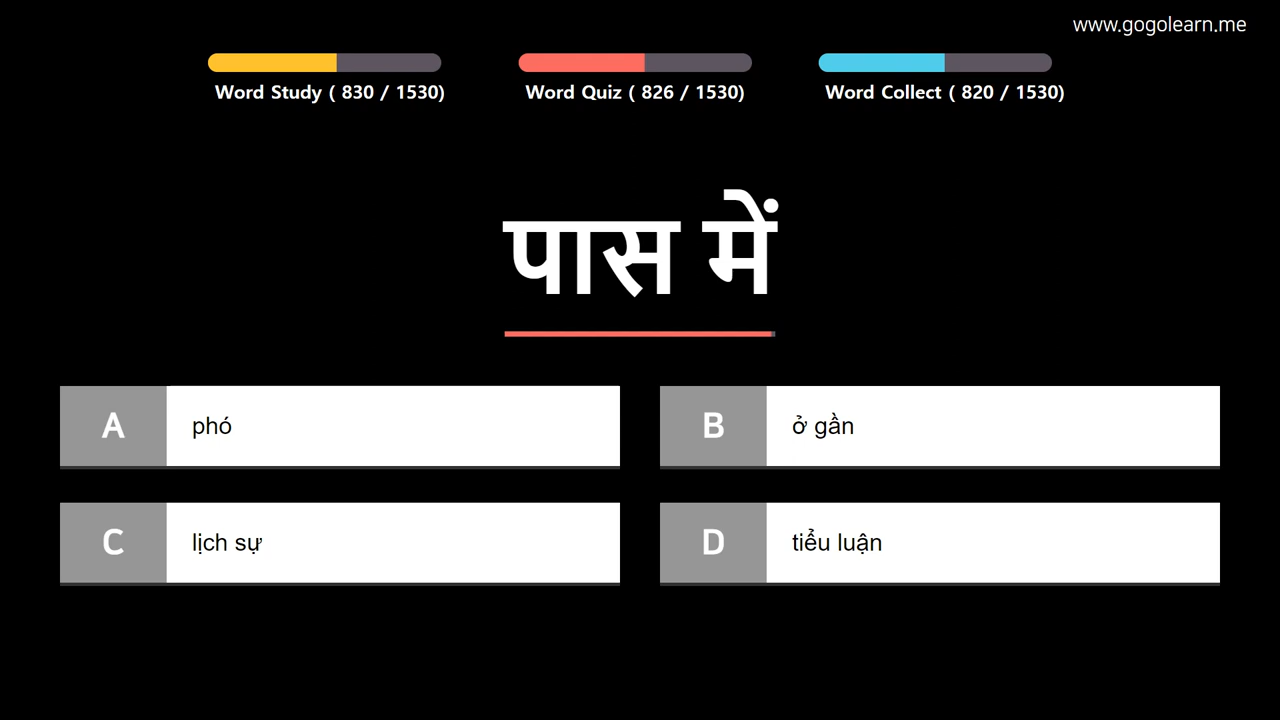 www.gogolearn.me
Word Study ( 830 / 1530)
Word Quiz ( 826 / 1530)
Word Collect ( 820 / 1530)
पास में
A phó
B ở gần
C lịch sự
D tiểu luận